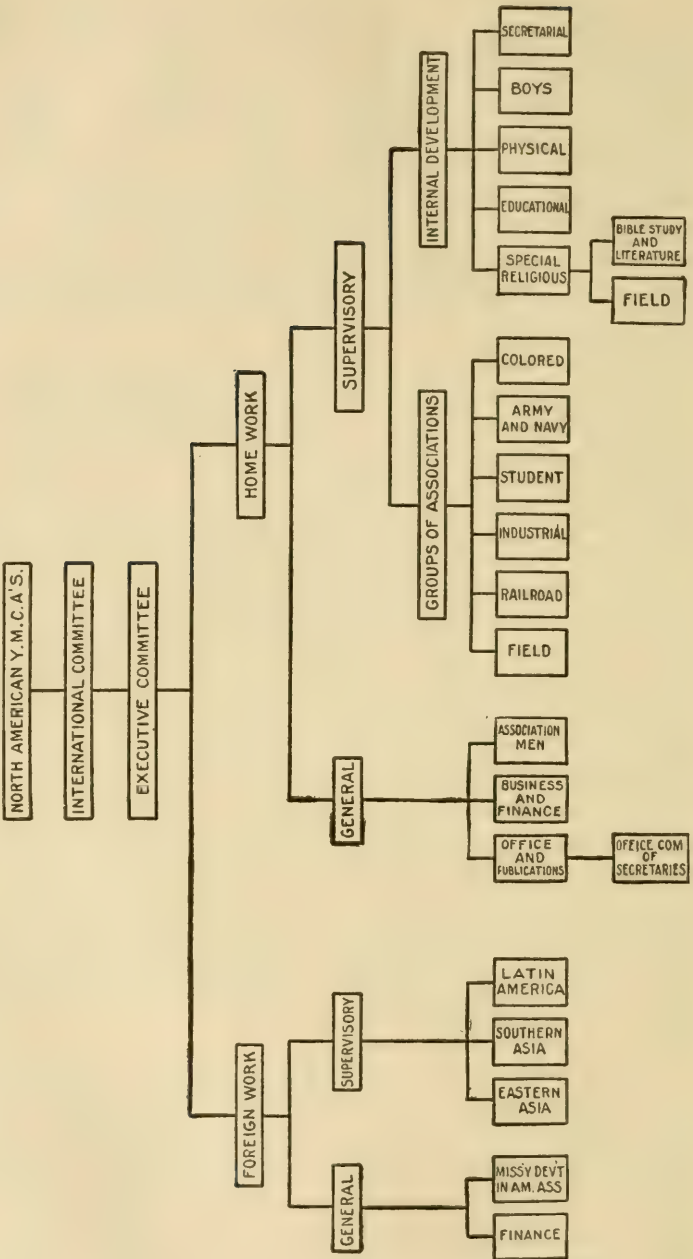 NORTH AMERICAN Y.M.C.A'S.
INTERNATIONAL COMMITTEE
EXECUTIVE COMMITTEE
FOREIGN WORK
HOME WORK
GENERAL
SUPERVISORY
GENERAL
SUPERVISORY
GROUPS OF ASSOCIATIONS
INTERNAL DEVELOPMENT
FINANCE
MISS'Y DEV'T
IN AM. ASS
EASTERN
ASIA
SOUTHERN
ASIA
LATIN
AMERICA
OFFICE
AND
PUBLICATIONS
BUSINESS
AND
FINANCE
ASSOCIATION
MEN
FIELD
RAILROAD
INDUSTRIAL
STUDENT
ARMY
AND NAVY
COLORED
SPECIAL
RELIGIOUS
EDUCATIONAL
PHYSICAL
BOYS
SECRETARIAL
OFFICE COM
OF
SECRETARIES
FIELD
BIBLE STUDY
AND
LITERATURE